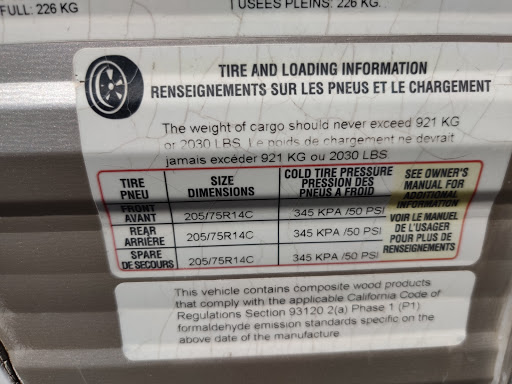 FULL: 226 KG
TUSÉES PLEINS: 226 KG.
TIRE AND LOADING INFORMATION
RENSEIGNEMENTS SUR LES PNEUS ET LE CHARGEMENT
The weight of cargo should never exceed 921 KG
or 2030 LBS. Le poids de chargement ne devrait
jamais excéder 921 KG ou 2030 LBS
TIRE PNEU
SIZE DIMENSIONS
COLD TIRE PRESSURE
PRESSION DES
PNEUS A FROID
SEE OWNER'S
MANUAL FOR
ADDITIONAL
INFORMATION
VOIR LE MANUEL
DE L'USAGER
POUR PLUS DE
RENSEIGNEMENTS
FRONT
AVANT 205/75R14C 345 KPA /50 PSI
REAR
ARRIÈRE 205/75R14C 345 KPA /50 PSI
SPARE
DE SECOURS 205/75R14C 345 KPA /50 PSI
This vehicle contains composite wood products
that comply with the applicable California Code of
Regulations Section 93120.2(a) Phase 1 (P1)
formaldehyde emission standards specific on the
above date of the manufacture.